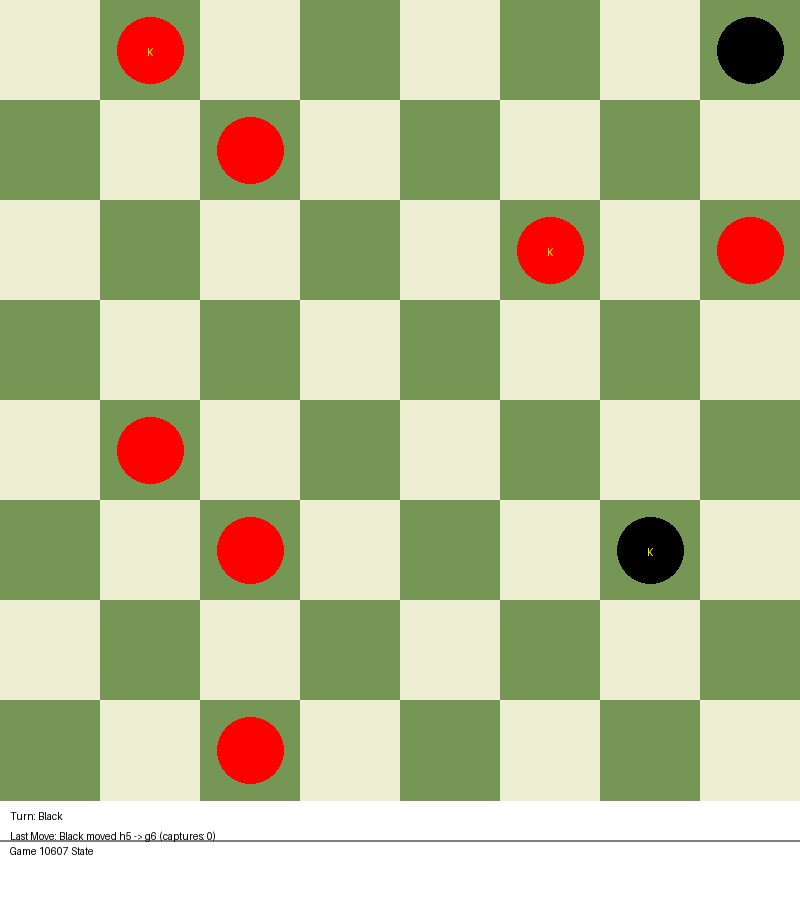 K
K
K
Turn: Black
Last Move: Black moved h5 -> g6 (captures: 0)
Game 10607 State